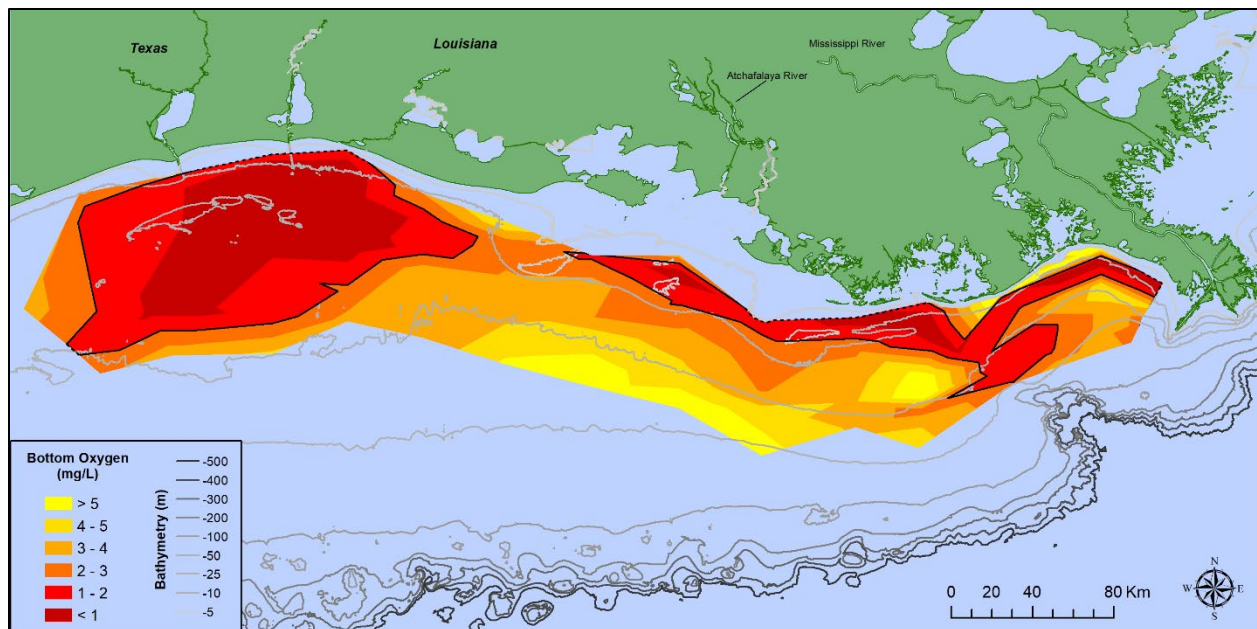 Texas
Louisiana
Mississippi River
Atchafalaya River
Bottom Oxygen
(mg/L)
> 5
4 - 5
3 - 4
2 - 3
1 - 2
< 1
Bathymetry (m)
-500
-400
-300
-200
-100
-50
-25
-10
-5
0 20 40 80 Km
N
W E
S